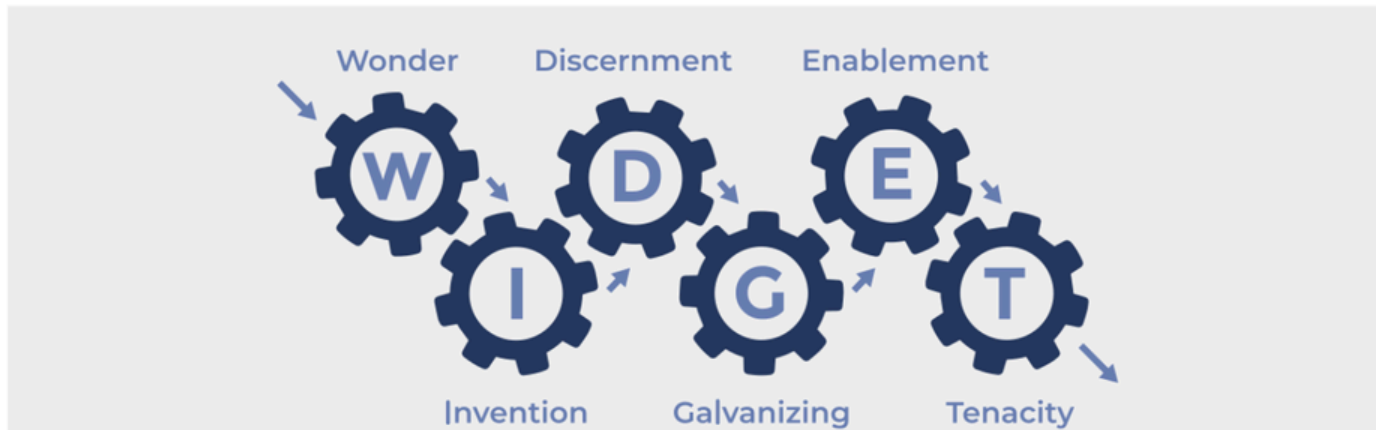 Wonder Discernment Enablement
W D E
I G T
Invention Galvanizing Tenacity